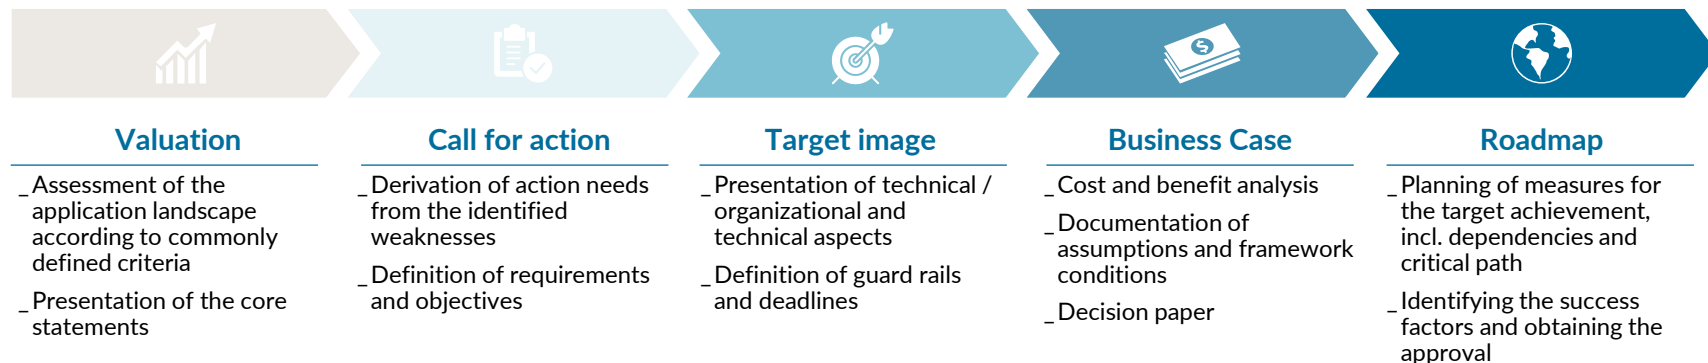 Valuation
_Assessment of the
application landscape
according to commonly
defined criteria
_Presentation of the core
statements
Call for action
_Derivation of action needs
from the identified
weaknesses
_Definition of requirements
and objectives
Target image
_Presentation of technical /
organizational and
technical aspects
_Definition of guard rails
and deadlines
$
Business Case
_Cost and benefit analysis
_Documentation of
assumptions and framework
conditions
_Decision paper
Roadmap
_Planning of measures for
the target achievement,
incl. dependencies and
critical path
_Identifying the success
factors and obtaining the
approval